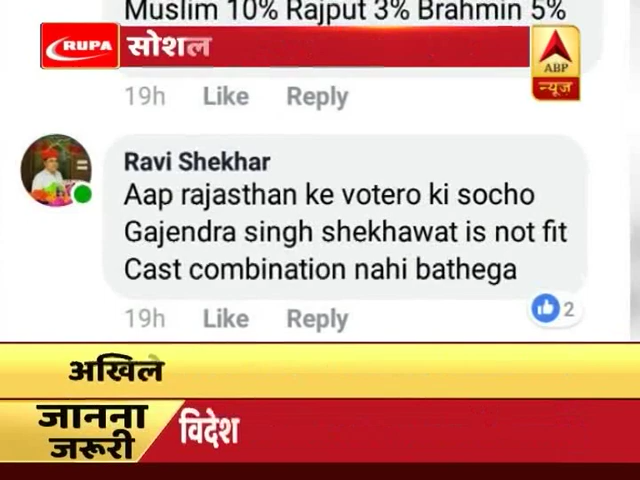 Muslim 10% Rajput 3% Brahmin 5%
RUPA
सोशल
ABP
न्यूज़
19h Like Reply
Ravi Shekhar
Aap rajasthan ke votero ki socho
Gajendra singh shekhawat is not fit
Cast combination nahi bathega
2
19h Like Reply
अखिले
जानना
जरूरी
विदेश